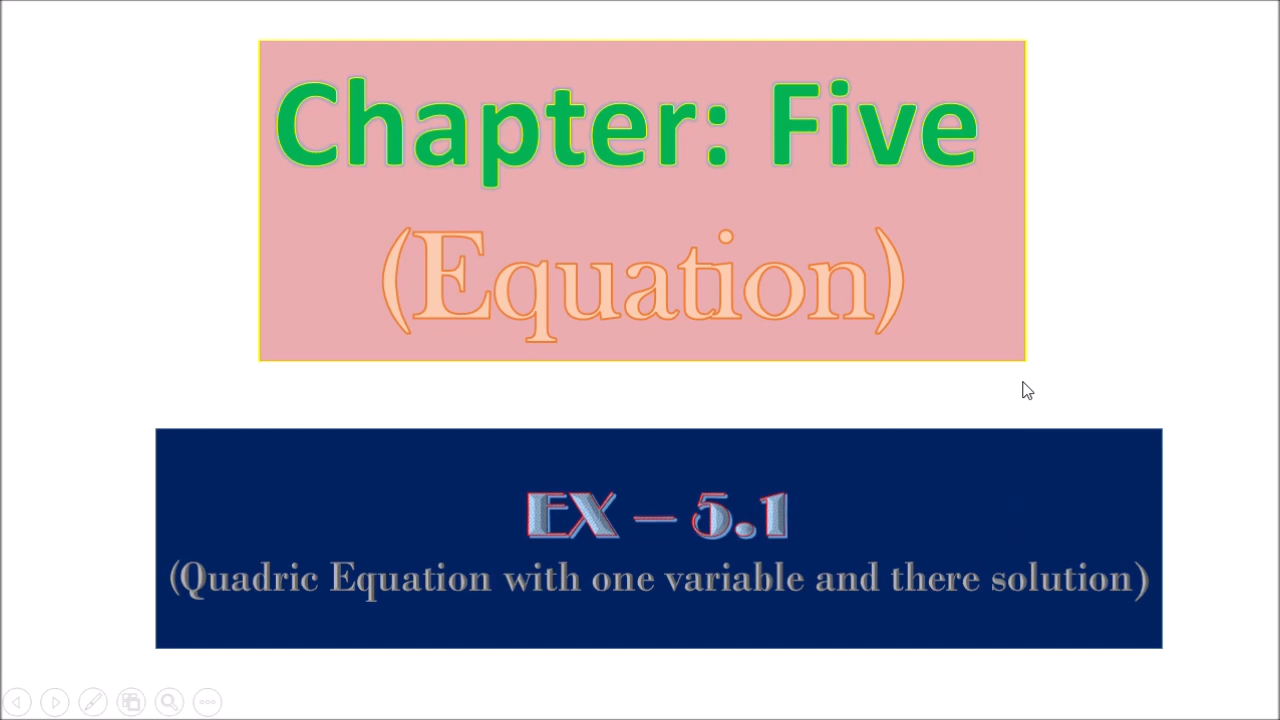 Chapter: Five
(Equation)
EX – 5.1
(Quadric Equation with one variable and there solution)